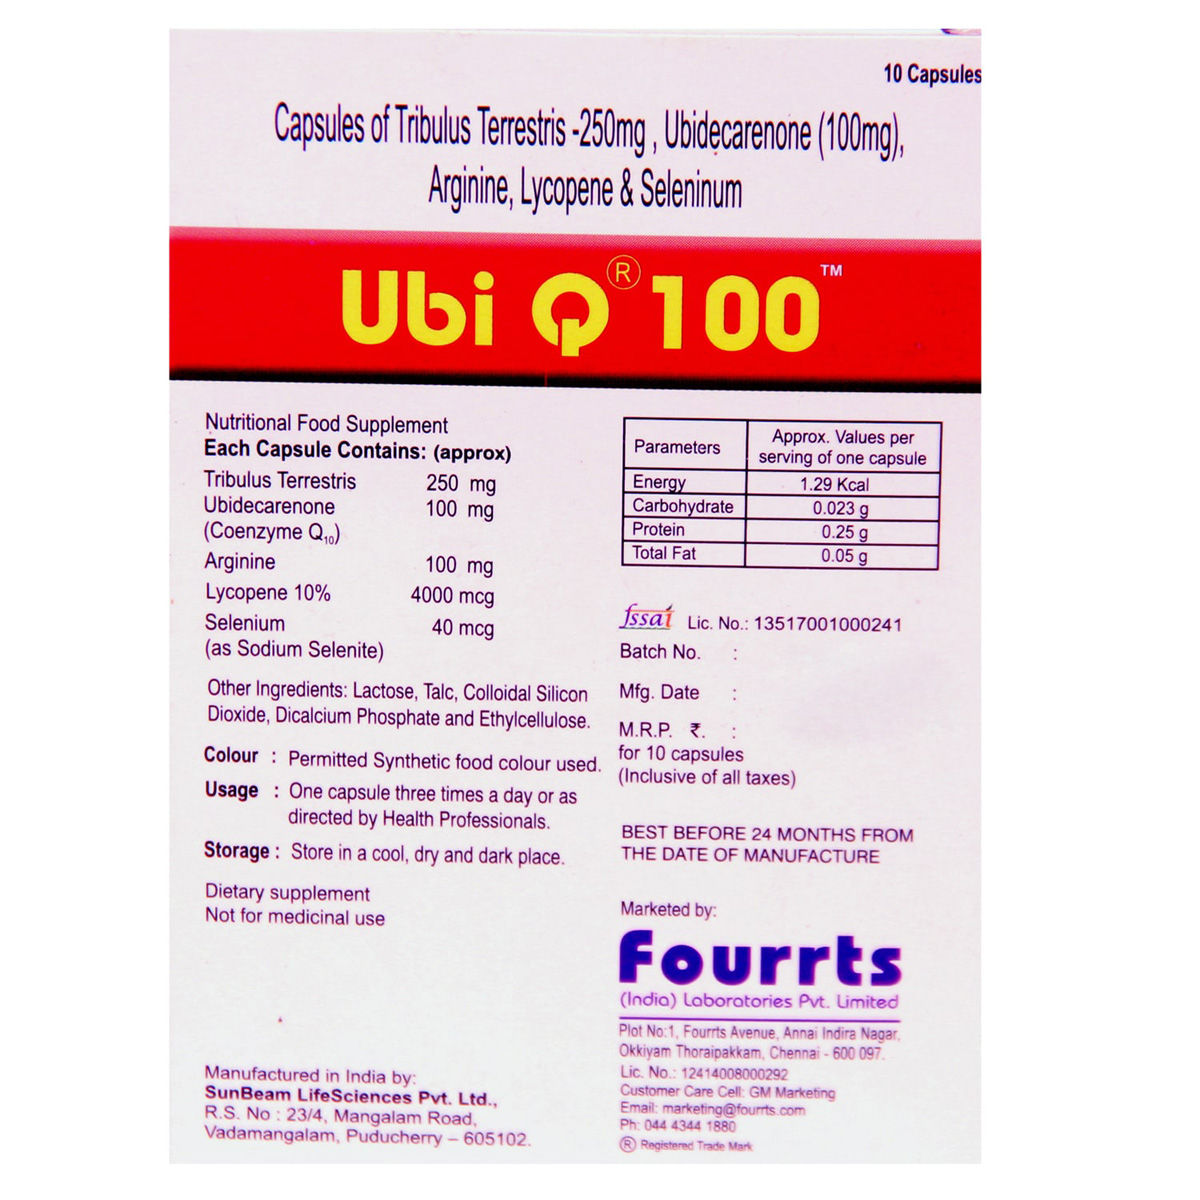 10 Capsules
Capsules of Tribulus Terrestris -250mg , Ubidecarenone (100mg),
Arginine, Lycopene & Seleninum
Ubi Q® 100™
Nutritional Food Supplement
Each Capsule Contains: (approx)
Tribulus Terrestris 250 mg
Ubidecarenone 100 mg
(Coenzyme Q10)
Arginine 100 mg
Lycopene 10% 4000 mcg
Selenium 40 mcg
(as Sodium Selenite)
Other Ingredients: Lactose, Talc, Colloidal Silicon
Dioxide, Dicalcium Phosphate and Ethylcellulose.
Colour : Permitted Synthetic food colour used.
Usage : One capsule three times a day or as
directed by Health Professionals.
Storage : Store in a cool, dry and dark place.
Dietary supplement
Not for medicinal use
Manufactured in India by:
SunBeam LifeSciences Pvt. Ltd.,
R.S. No : 23/4, Mangalam Road,
Vadamangalam, Puducherry – 605102.
Parameters Approx. Values per
serving of one capsule
Energy 1.29 Kcal
Carbohydrate 0.023 g
Protein 0.25 g
Total Fat 0.05 g
fssai Lic. No.: 13517001000241
Batch No. :
Mfg. Date :
M.R.P. ₹. :
for 10 capsules
(Inclusive of all taxes)
BEST BEFORE 24 MONTHS FROM
THE DATE OF MANUFACTURE
Marketed by:
Fourrts
(India) Laboratories Pvt. Limited
Plot No:1, Fourrts Avenue, Annai Indira Nagar,
Okkiyam Thoraipakkam, Chennai - 600 097.
Lic. No.: 12414008000292
Customer Care Cell: GM Marketing
Email: marketing@fourrts.com
Ph: 044 4344 1880
® Registered Trade Mark